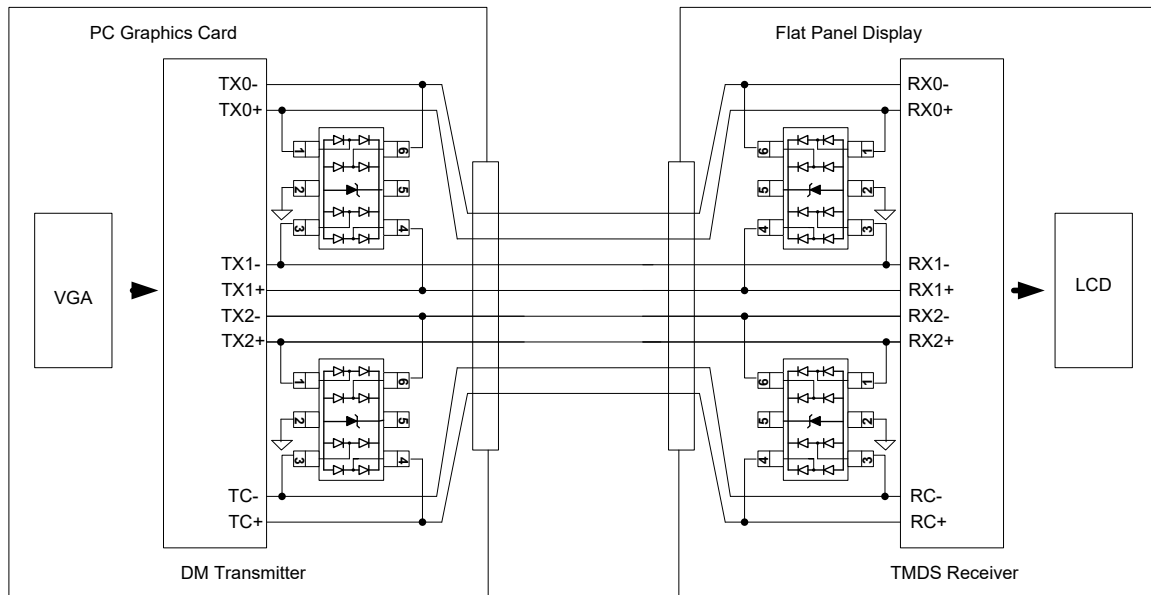 PC Graphics Card
Flat Panel Display
TX0-
TX0+
1
6
2
5
3
4
TX1-
TX1+
TX2-
TX2+
1
6
2
5
3
4
TC-
TC+
DM Transmitter
VGA
RX0-
RX0+
6
1
5
2
4
3
RX1-
RX1+
RX2-
RX2+
6
1
5
2
4
3
RC-
RC+
TMDS Receiver
LCD